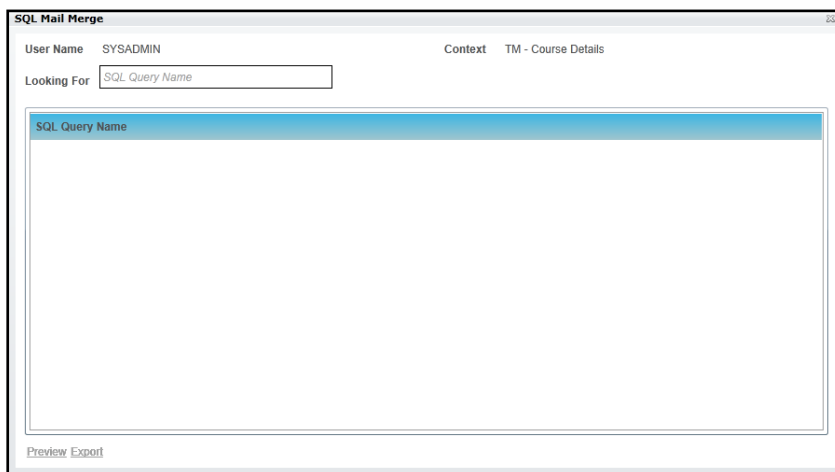 SQL Mail Merge
User Name SYSADMIN Context TM - Course Details
Looking For SQL Query Name
SQL Query Name
Preview Export